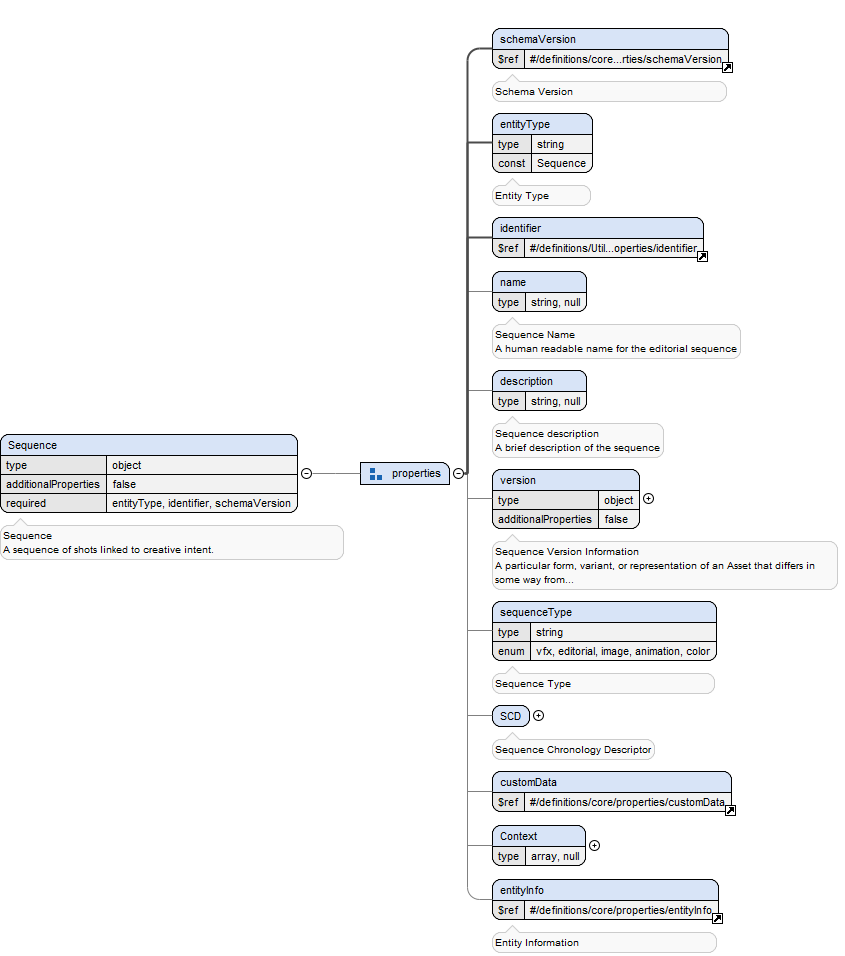 schemaVersion
$ref #/definitions/core...rties/schemaVersion
Schema Version
entityType
type string
const Sequence
Entity Type
identifier
$ref #/definitions/Util...operties/identifier
name
type string, null
Sequence Name
A human readable name for the editorial sequence
description
type string, null
Sequence description
A brief description of the sequence
Sequence
type object
additionalProperties false
required entityType, identifier, schemaVersion
Sequence
A sequence of shots linked to creative intent.
properties
version
type object
additionalProperties false
Sequence Version Information
A particular form, variant, or representation of an Asset that differs in
some way from...
sequenceType
type string
enum vfx, editorial, image, animation, color
Sequence Type
SCD
Sequence Chronology Descriptor
customData
$ref #/definitions/core/properties/customData
Context
type array, null
entityInfo
$ref #/definitions/core/properties/entityInfo
Entity Information